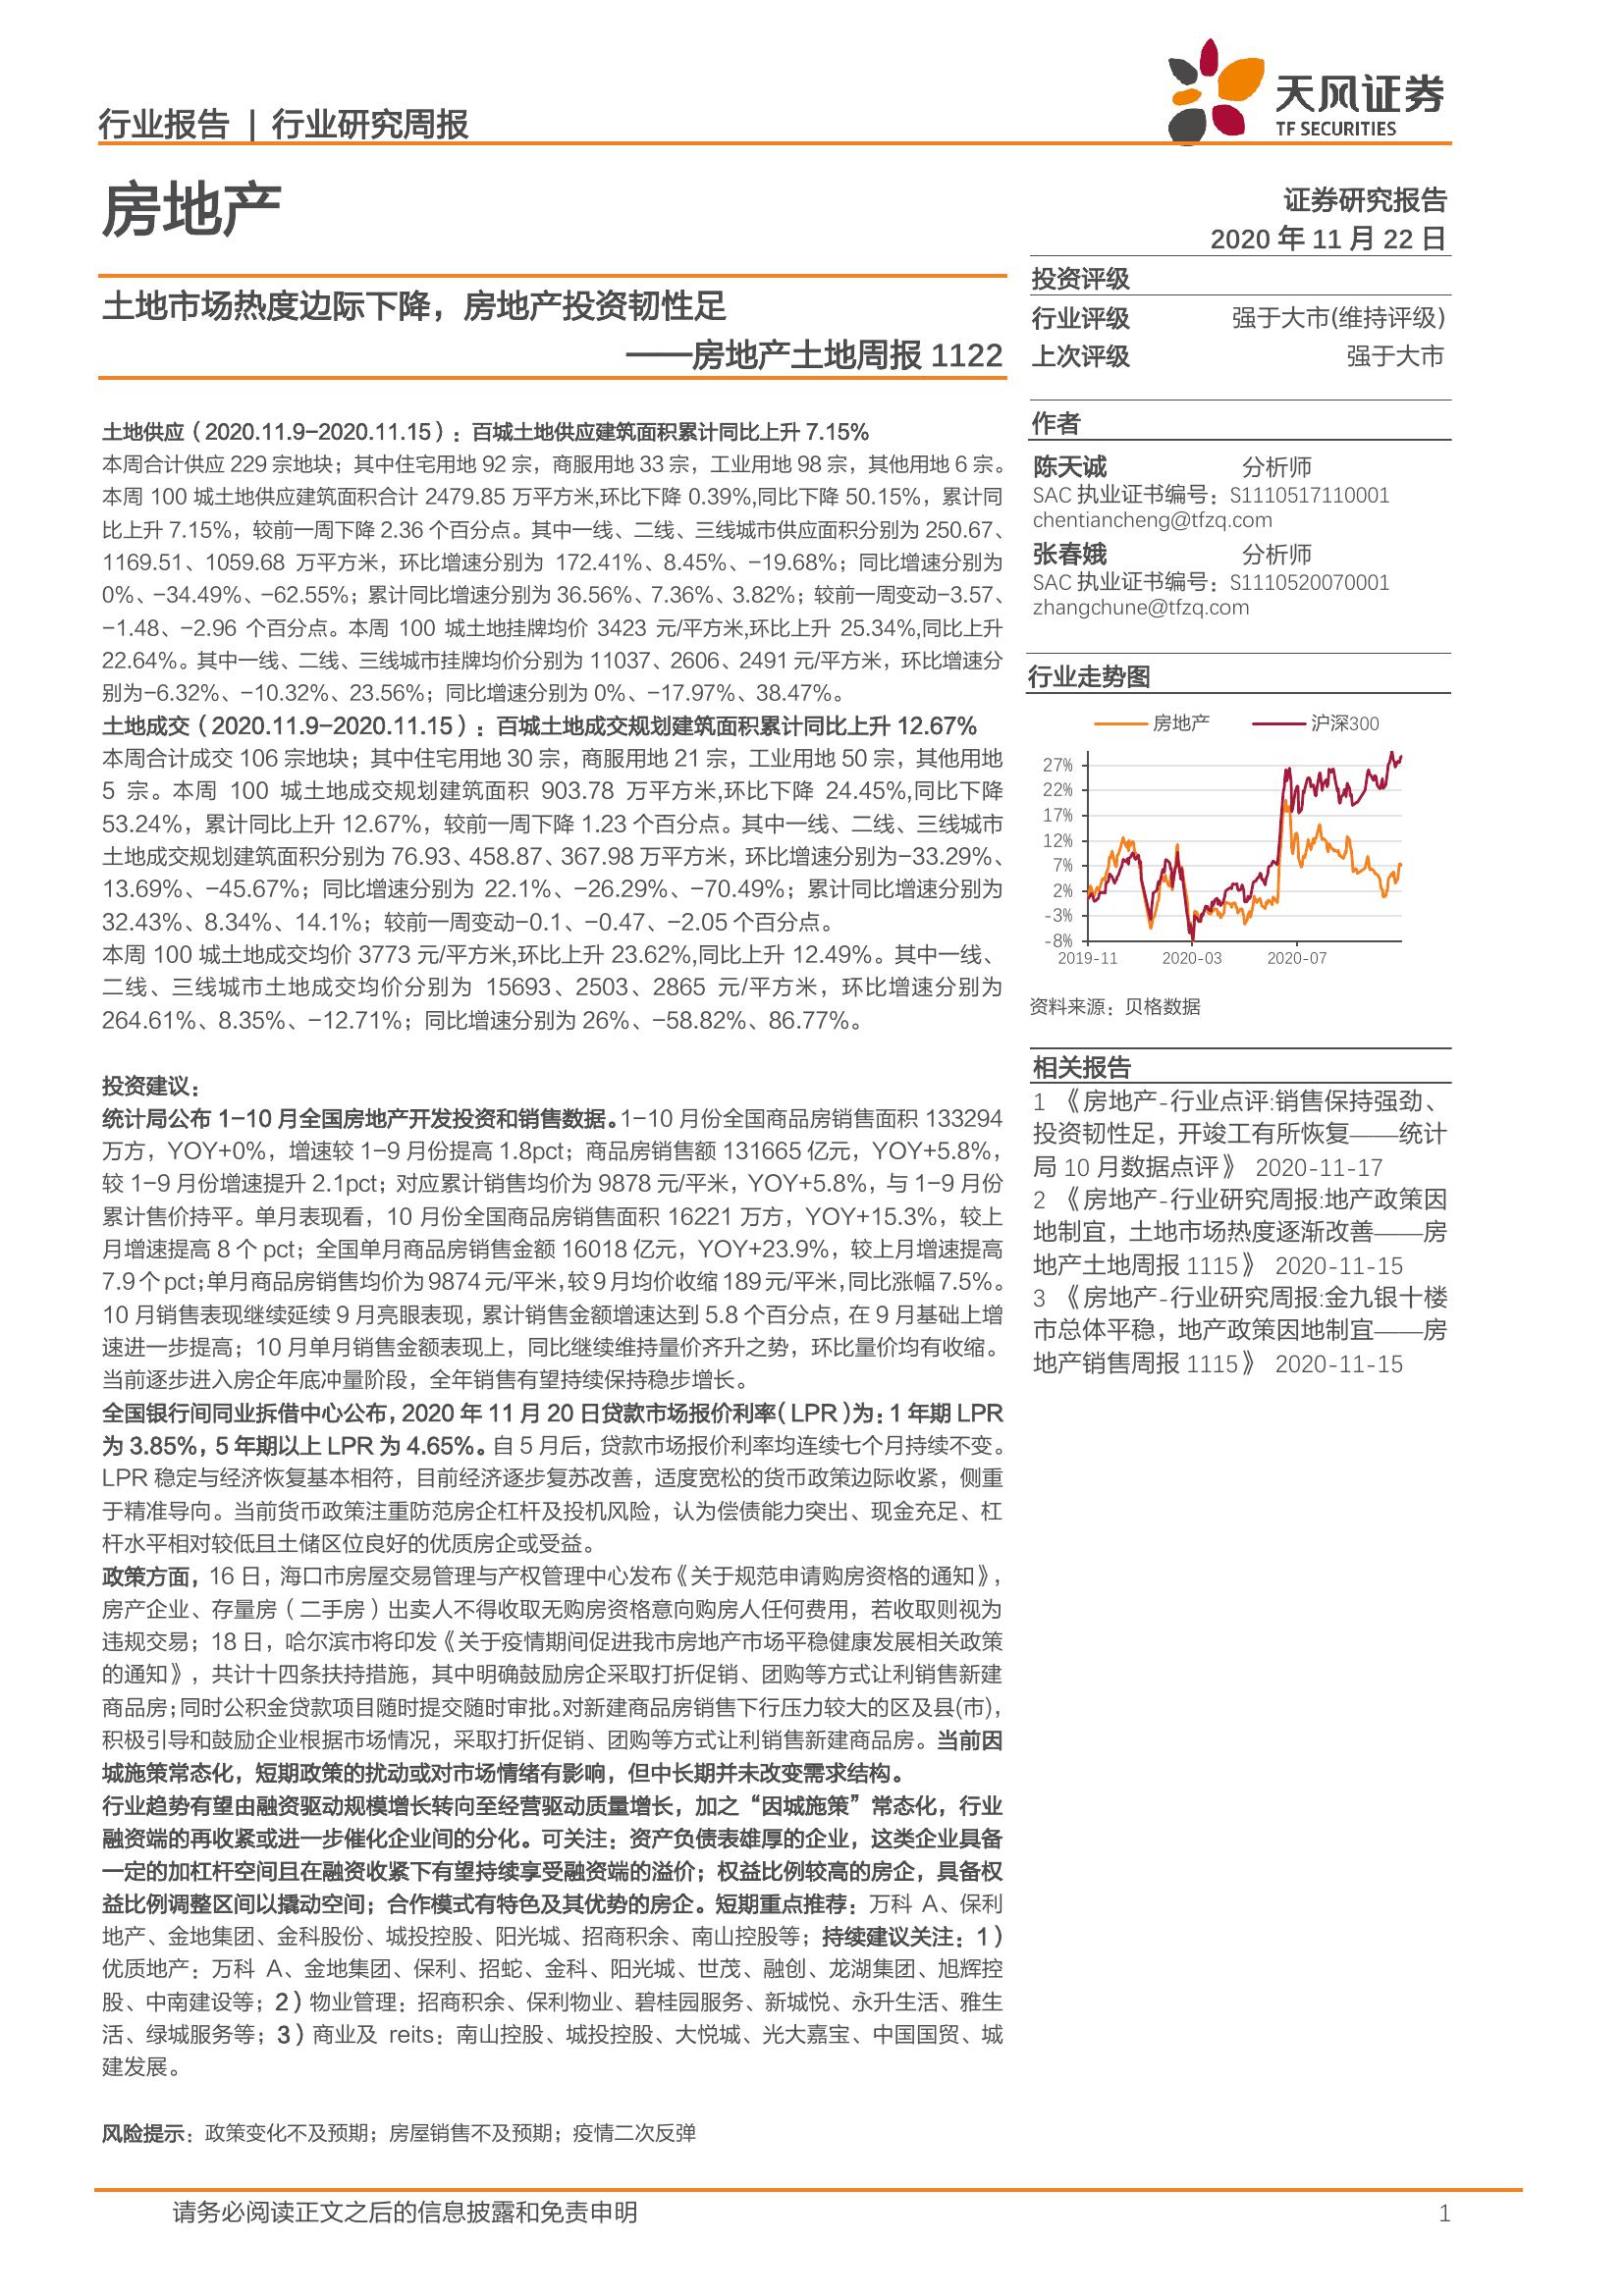 行业报告 | 行业研究周报
天风证券
TF SECURITIES
房地产
证券研究报告
2020 年 11 月 22 日
土地市场热度边际下降，房地产投资韧性足
——房地产土地周报 1122
投资评级
行业评级 强于大市(维持评级)
上次评级 强于大市
作者
陈天诚 分析师
SAC 执业证书编号：S1110517110001
chentiancheng@tfzq.com
张春娥 分析师
SAC 执业证书编号：S1110520070001
zhangchune@tfzq.com
行业走势图
房地产 沪深300
27%
22%
17%
12%
7%
2%
-3%
-8%
2019-11 2020-03 2020-07
资料来源：贝格数据
相关报告
1 《房地产-行业点评:销售保持强劲、
投资韧性足，开竣工有所恢复——统计
局 10 月数据点评》 2020-11-17
2 《房地产-行业研究周报:地产政策因
地制宜，土地市场热度逐渐改善——房
地产土地周报 1115》 2020-11-15
3 《房地产-行业研究周报:金九银十楼
市总体平稳，地产政策因地制宜——房
地产销售周报 1115》 2020-11-15
土地供应（2020.11.9-2020.11.15）：百城土地供应建筑面积累计同比上升 7.15%
本周合计供应 229 宗地块；其中住宅用地 92 宗，商服用地 33 宗，工业用地 98 宗，其他用地 6 宗。
本周 100 城土地供应建筑面积合计 2479.85 万平方米,环比下降 0.39%,同比下降 50.15%，累计同
比上升 7.15%，较前一周下降 2.36 个百分点。其中一线、二线、三线城市供应面积分别为 250.67、
1169.51、1059.68 万平方米，环比增速分别为 172.41%、8.45%、-19.68%；同比增速分别为
0%、-34.49%、-62.55%；累计同比增速分别为 36.56%、7.36%、3.82%；较前一周变动-3.57、
-1.48、-2.96 个百分点。本周 100 城土地挂牌均价 3423 元/平方米,环比上升 25.34%,同比上升
22.64%。其中一线、二线、三线城市挂牌均价分别为 11037、2606、2491 元/平方米，环比增速分
别为-6.32%、-10.32%、23.56%；同比增速分别为 0%、-17.97%、38.47%。
土地成交（2020.11.9-2020.11.15）：百城土地成交规划建筑面积累计同比上升 12.67%
本周合计成交 106 宗地块；其中住宅用地 30 宗，商服用地 21 宗，工业用地 50 宗，其他用地
5 宗。本周 100 城土地成交规划建筑面积 903.78 万平方米,环比下降 24.45%,同比下降
53.24%，累计同比上升 12.67%，较前一周下降 1.23 个百分点。其中一线、二线、三线城市
土地成交规划建筑面积分别为 76.93、458.87、367.98 万平方米，环比增速分别为-33.29%、
13.69%、-45.67%；同比增速分别为 22.1%、-26.29%、-70.49%；累计同比增速分别为
32.43%、8.34%、14.1%；较前一周变动-0.1、-0.47、-2.05 个百分点。
本周 100 城土地成交均价 3773 元/平方米,环比上升 23.62%,同比上升 12.49%。其中一线、
二线、三线城市土地成交均价分别为 15693、2503、2865 元/平方米，环比增速分别为
264.61%、8.35%、-12.71%；同比增速分别为 26%、-58.82%、86.77%。
投资建议：
统计局公布 1-10 月全国房地产开发投资和销售数据。1-10 月份全国商品房销售面积 133294
万方，YOY+0%，增速较 1-9 月份提高 1.8pct；商品房销售额 131665 亿元，YOY+5.8%，
较 1-9 月份增速提升 2.1pct；对应累计销售均价为 9878 元/平米，YOY+5.8%，与 1-9 月份
累计售价持平。单月表现看，10 月份全国商品房销售面积 16221 万方，YOY+15.3%，较上
月增速提高 8 个 pct；全国单月商品房销售金额 16018 亿元，YOY+23.9%，较上月增速提高
7.9个pct;单月商品房销售均价为9874元/平米,较9月均价收缩189元/平米,同比涨幅7.5%。
10 月销售表现继续延续 9 月亮眼表现，累计销售金额增速达到 5.8 个百分点，在 9 月基础上增
速进一步提高；10 月单月销售金额表现上，同比继续维持量价齐升之势，环比量价均有收缩。
当前逐步进入房企年底冲量阶段，全年销售有望持续保持稳步增长。
全国银行间同业拆借中心公布，2020 年 11 月 20 日贷款市场报价利率（LPR）为：1 年期 LPR
为 3.85%，5 年期以上 LPR 为 4.65%。自 5 月后，贷款市场报价利率均连续七个月持续不变。
LPR 稳定与经济恢复基本相符，目前经济逐步复苏改善，适度宽松的货币政策边际收紧，侧重
于精准导向。当前货币政策注重防范房企杠杆及投机风险，认为偿债能力突出、现金充足、杠
杆水平相对较低且土储区位良好的优质房企或受益。
政策方面，16 日，海口市房屋交易管理与产权管理中心发布《关于规范申请购房资格的通知》，
房产企业、存量房（二手房）出卖人不得收取无购房资格意向购房人任何费用，若收取则视为
违规交易；18 日，哈尔滨市将印发《关于疫情期间促进我市房地产市场平稳健康发展相关政策
的通知》，共计十四条扶持措施，其中明确鼓励房企采取打折促销、团购等方式让利销售新建
商品房；同时公积金贷款项目随时提交随时审批。对新建商品房销售下行压力较大的区及县(市)，
积极引导和鼓励企业根据市场情况，采取打折促销、团购等方式让利销售新建商品房。当前因
城施策常态化，短期政策的扰动或对市场情绪有影响，但中长期并未改变需求结构。
行业趋势有望由融资驱动规模增长转向至经营驱动质量增长，加之“因城施策”常态化，行业
融资端的再收紧或进一步催化企业间的分化。可关注：资产负债表雄厚的企业，这类企业具备
一定的加杠杆空间且在融资收紧下有望持续享受融资端的溢价；权益比例较高的房企，具备权
益比例调整区间以撬动空间；合作模式有特色及其优势的房企。短期重点推荐：万科 A、保利
地产、金地集团、金科股份、城投控股、阳光城、招商积余、南山控股等；持续建议关注：1）
优质地产：万科 A、金地集团、保利、招蛇、金科、阳光城、世茂、融创、龙湖集团、旭辉控
股、中南建设等；2）物业管理：招商积余、保利物业、碧桂园服务、新城悦、永升生活、雅生
活、绿城服务等；3）商业及 reits：南山控股、城投控股、大悦城、光大嘉宝、中国国贸、城
建发展。
风险提示：政策变化不及预期；房屋销售不及预期；疫情二次反弹
请务必阅读正文之后的信息披露和免责申明 1